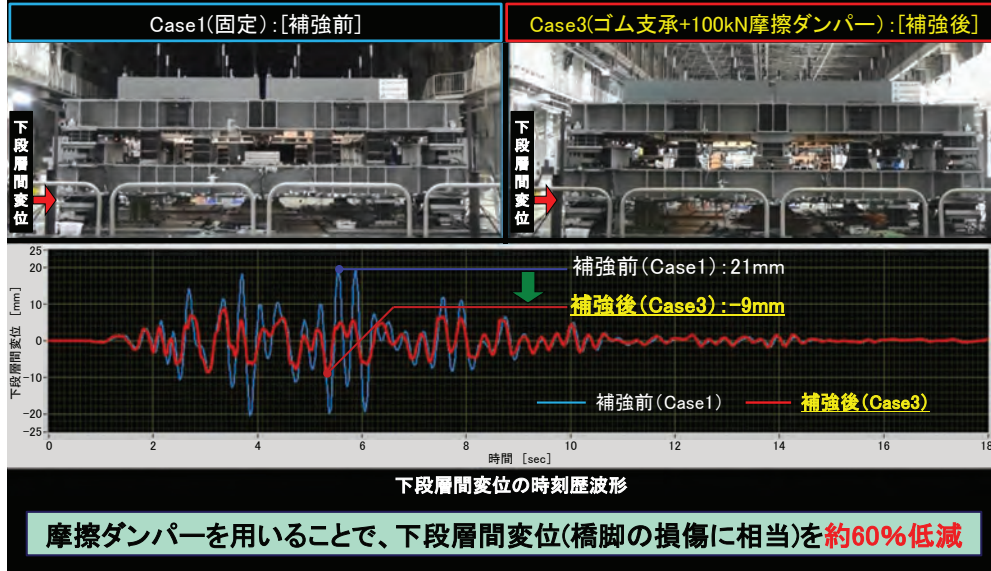 Case1(固定):[補強前]
Case3(ゴム支承+100kN摩擦ダンパー):[補強後]
下段層間変位
下段層間変位
補強前(Case1):21mm
補強後(Case3):-9mm
下段層間変位 [mm]
25
20
10
0
-10
-20
-25
補強前(Case1)
補強後(Case3)
0 2 4 6 8 10 12 14 16 18
時間 [sec]
下段層間変位の時刻歴波形
摩擦ダンパーを用いることで、下段層間変位(橋脚の損傷に相当)を約60%低減